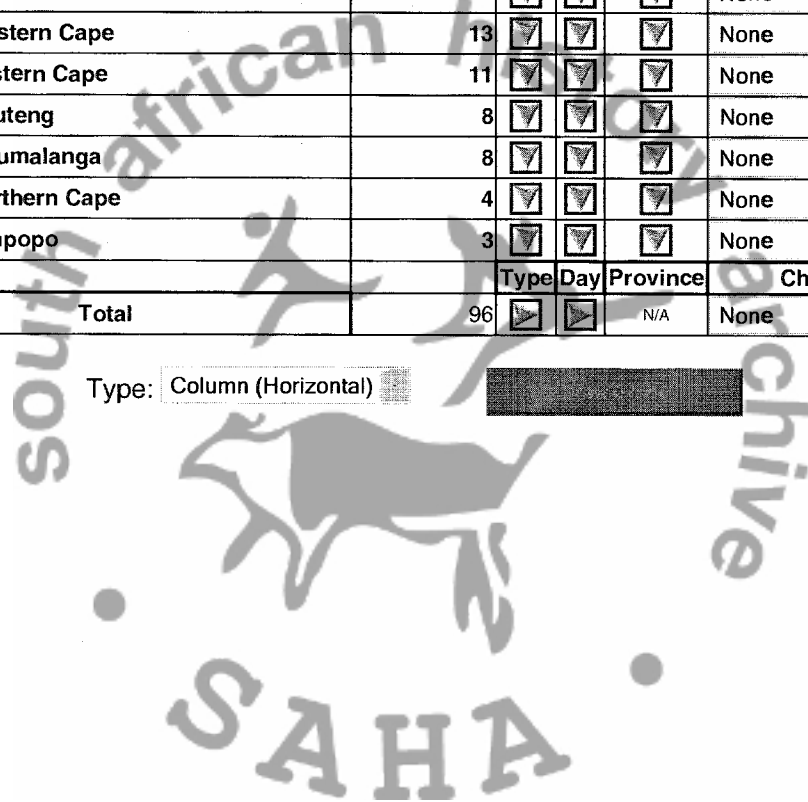 None
stern Cape 13 None
stern Cape 11 None
uteng 8 None
umalanga 8 None
rthern Cape 4 None
popo 3 None
Type Day Province Ch
Total 96 N/A None
Type: Column (Horizontal)
south african history archive
SAHA